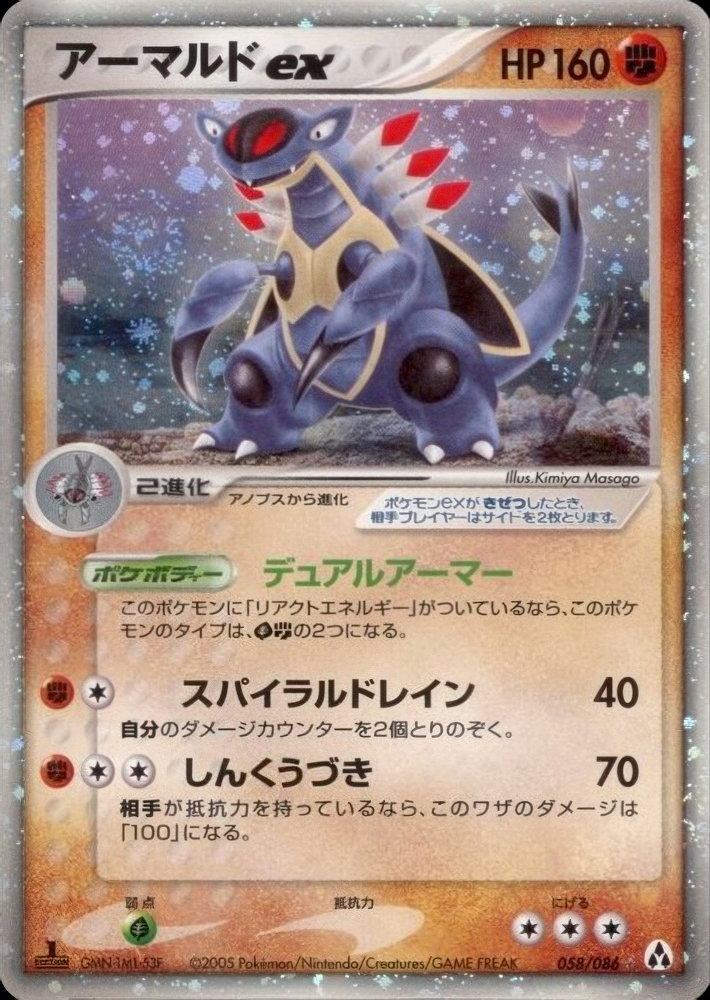 アーマルドex HP160
Illus.Kimiya Masago
2進化
アノプスから進化
ポケモンexがきぜつしたとき、
相手プレイヤーはサイドを2枚とります。
ポケボディー デュアルアーマー
このポケモンに「リアクトエネルギー」がついているなら、このポケ
モンのタイプは、の2つになる。
スパイラルドレイン 40
自分のダメージカウンターを2個とりのぞく。
しんくうづき 70
相手が抵抗力を持っているなら、このワザのダメージは
「100」になる。
弱点 抵抗力 にげる
1 EDITION
©2005 Pokémon/Nintendo/Creatures/GAME FREAK 058/086